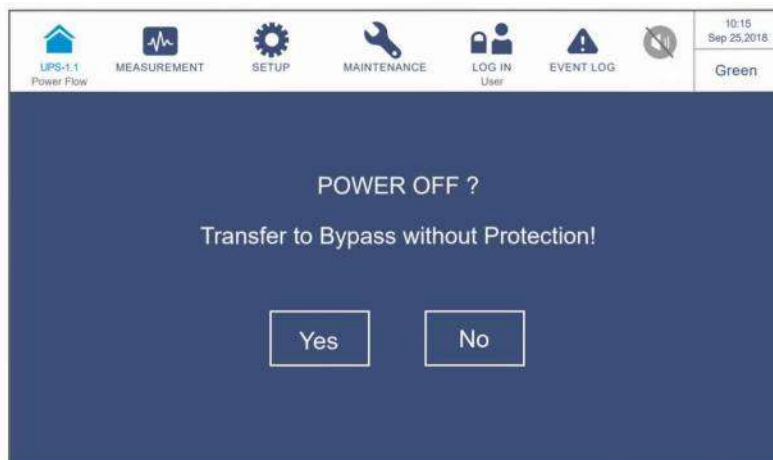 UPS-1.1
Power Flow
MEASUREMENT
SETUP
MAINTENANCE
LOG IN
User
EVENT LOG
10:15
Sep 25,2018
Green
POWER OFF ?
Transfer to Bypass without Protection!
Yes
No